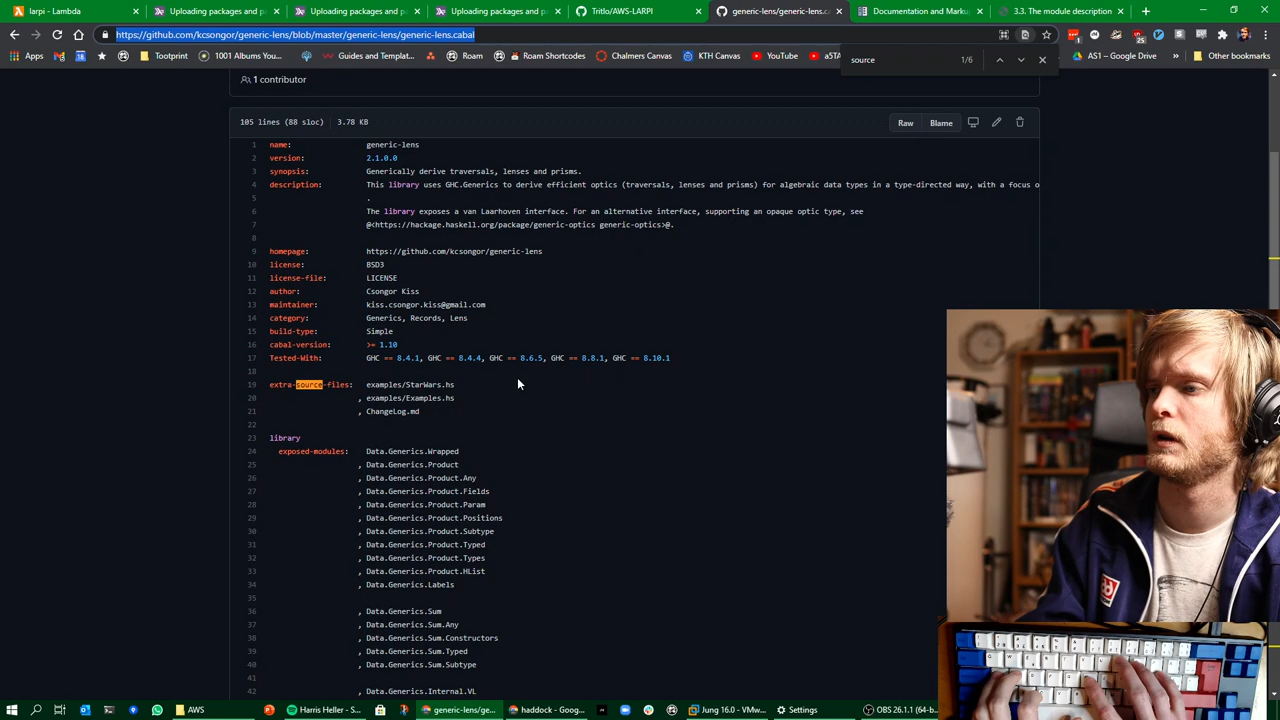 larpi - Lambda
Uploading packages and p
Uploading packages and p
Uploading packages and p
Tritlo/AWS-LARPI
generic-lens/generic-lens.c
Documentation and Marku
3.3. The module description
https://github.com/kcsongor/generic-lens/blob/master/generic-lens/generic-lens.cabal
Apps
Tootprint
1001 Albums You...
Guides and Templat...
Roam
Roam Shortcodes
Chalmers Canvas
KTH Canvas
YouTube
AS1 – Google Drive
Other bookmarks
source
1/6
1 contributor
105 lines (88 sloc)
3.78 KB
Raw
Blame
1 name: generic-lens
2 version: 2.1.0.0
3 synopsis: Generically derive traversals, lenses and prisms.
4 description: This library uses GHC.Generics to derive efficient optics (traversals, lenses and prisms) for algebraic data types in a type-directed way, with a focus o
5 .
6 The library exposes a van Laarhoven interface. For an alternative interface, supporting an opaque optic type, see
7 @<https://hackage.haskell.org/package/generic-optics generic-optics>@.
8
9 homepage: https://github.com/kcsongor/generic-lens
10 license: BSD3
11 license-file: LICENSE
12 author: Csongor Kiss
13 maintainer: kiss.csongor.kiss@gmail.com
14 category: Generics, Records, Lens
15 build-type: Simple
16 cabal-version: >= 1.10
17 Tested-With: GHC == 8.4.1, GHC == 8.4.4, GHC == 8.6.5, GHC == 8.8.1, GHC == 8.10.1
18
19 extra-source-files: examples/StarWars.hs
20 , examples/Examples.hs
21 , ChangeLog.md
22
23 library
24 exposed-modules: Data.Generics.Wrapped
25 , Data.Generics.Product
26 , Data.Generics.Product.Any
27 , Data.Generics.Product.Fields
28 , Data.Generics.Product.Param
29 , Data.Generics.Product.Positions
30 , Data.Generics.Product.Subtype
31 , Data.Generics.Product.Typed
32 , Data.Generics.Product.Types
33 , Data.Generics.Product.HList
34 , Data.Generics.Labels
35
36 , Data.Generics.Sum
37 , Data.Generics.Sum.Any
38 , Data.Generics.Sum.Constructors
39 , Data.Generics.Sum.Typed
40 , Data.Generics.Sum.Subtype
41
42 , Data.Generics.Internal.VL
AWS
Harris Heller - S...
generic-lens/ge...
haddock – Goog...
Jung 16.0 - VMw...
Settings
OBS 26.1.1 (64-...